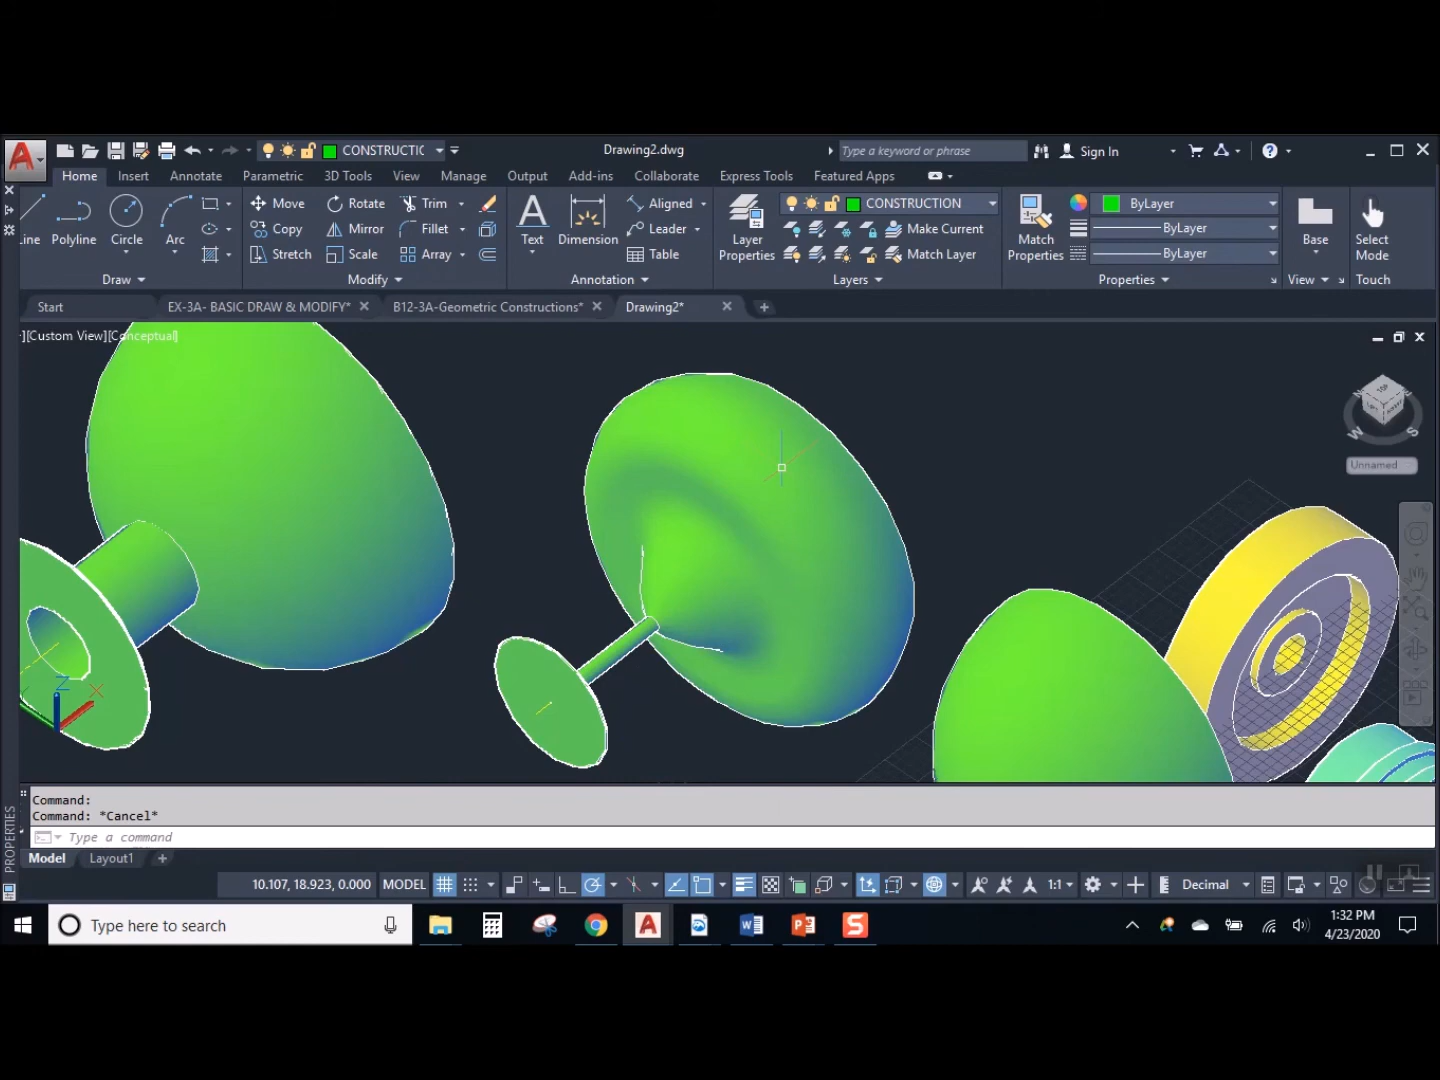 CONSTRUCTIC
Drawing2.dwg
Type a keyword or phrase
Sign In
Home Insert Annotate Parametric 3D Tools View Manage Output Add-ins Collaborate Express Tools Featured Apps
Move Rotate Trim Aligned CONSTRUCTION ByLayer
Line Polyline Circle Arc Copy Mirror Fillet Text Dimension Leader Layer Properties Make Current Match Properties ByLayer Base Select Mode
Stretch Scale Array Table Match Layer ByLayer
Draw Modify Annotation Layers Properties View Touch
Start EX-3A- BASIC DRAW & MODIFY* B12-3A-Geometric Constructions* Drawing2*
][Custom View][Conceptual]
TOP
W S
Unnamed
Z X
Command:
Command: *Cancel*
Type a command
PROPERTIES
Model Layout1
10.107, 18.923, 0.000 MODEL 1:1 Decimal
Type here to search
1:32 PM
4/23/2020